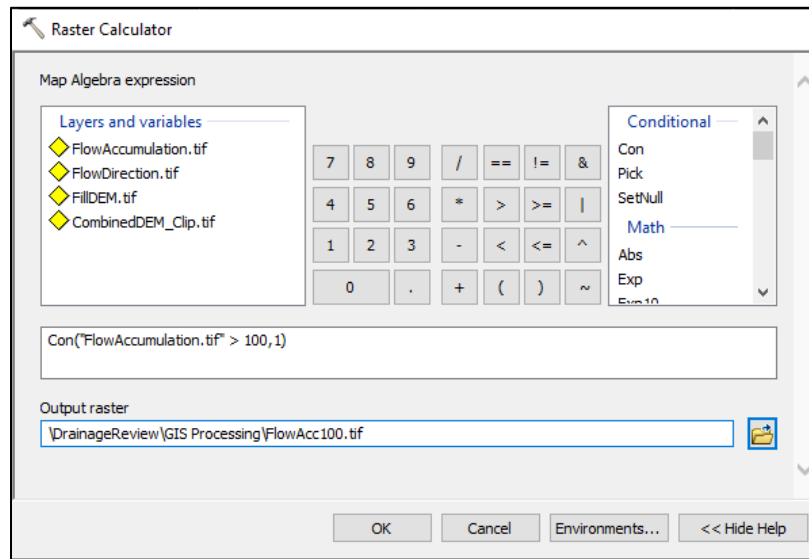 Raster Calculator
Map Algebra expression
Layers and variables
FlowAccumulation.tif
FlowDirection.tif
FillDEM.tif
CombinedDEM_Clip.tif
7 8 9 / == != &
4 5 6 * > >= |
1 2 3 - < <= ^
0 . + ( ) ~
Conditional
Con
Pick
SetNull
Math
Abs
Exp
Exp10
Con("FlowAccumulation.tif" > 100,1)
Output raster
\DrainageReview\GIS Processing\FlowAcc100.tif
OK Cancel Environments... << Hide Help